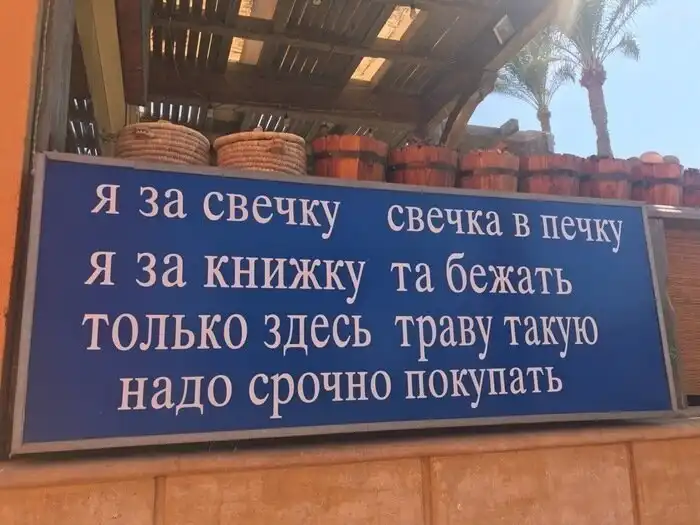 я за свечку свечка в печку
я за книжку та бежать
только здесь траву такую
надо срочно покупать